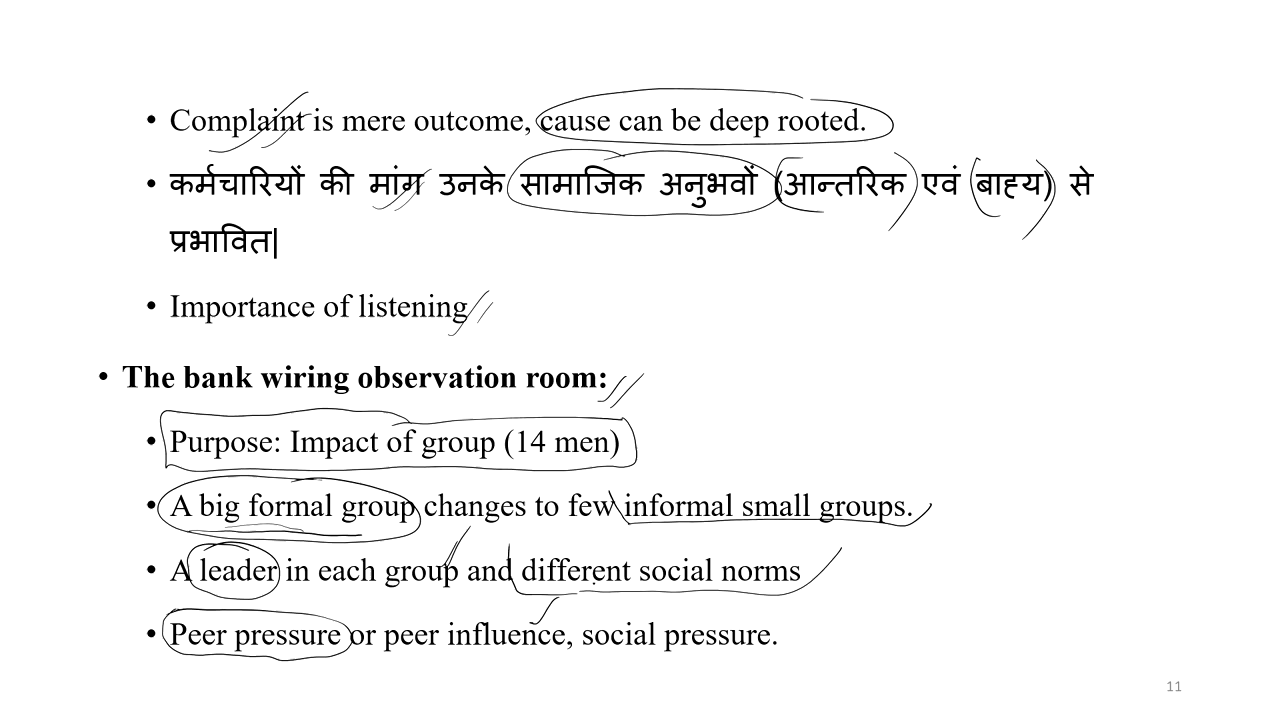 • Complaint is mere outcome, cause can be deep rooted.
• कर्मचारियों की मांग उनके सामाजिक अनुभवों (आन्तरिक एवं बाह्य) से
प्रभावित|
• Importance of listening
• The bank wiring observation room:
• Purpose: Impact of group (14 men)
• A big formal group changes to few informal small groups.
• A leader in each group and different social norms
• Peer pressure or peer influence, social pressure.
11